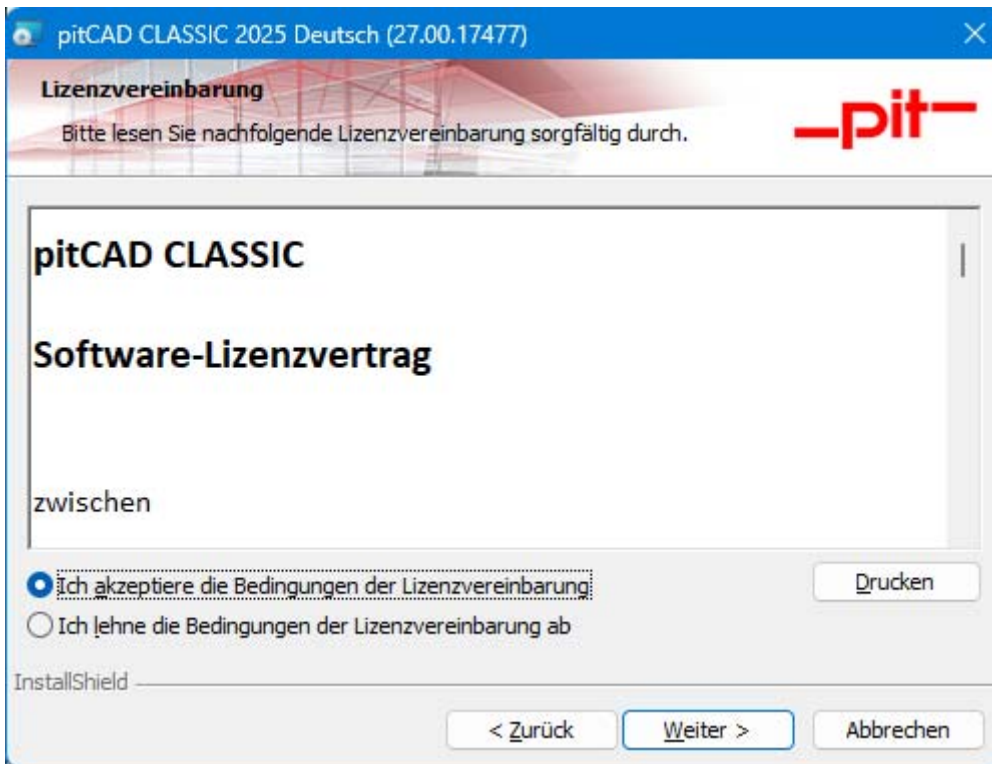 pitCAD CLASSIC 2025 Deutsch (27.00.17477)
Lizenzvereinbarung
Bitte lesen Sie nachfolgende Lizenzvereinbarung sorgfältig durch.
pit
pitCAD CLASSIC
Software-Lizenzvertrag
zwischen
Ich akzeptiere die Bedingungen der Lizenzvereinbarung
Drucken
Ich lehne die Bedingungen der Lizenzvereinbarung ab
InstallShield
< Zurück
Weiter >
Abbrechen